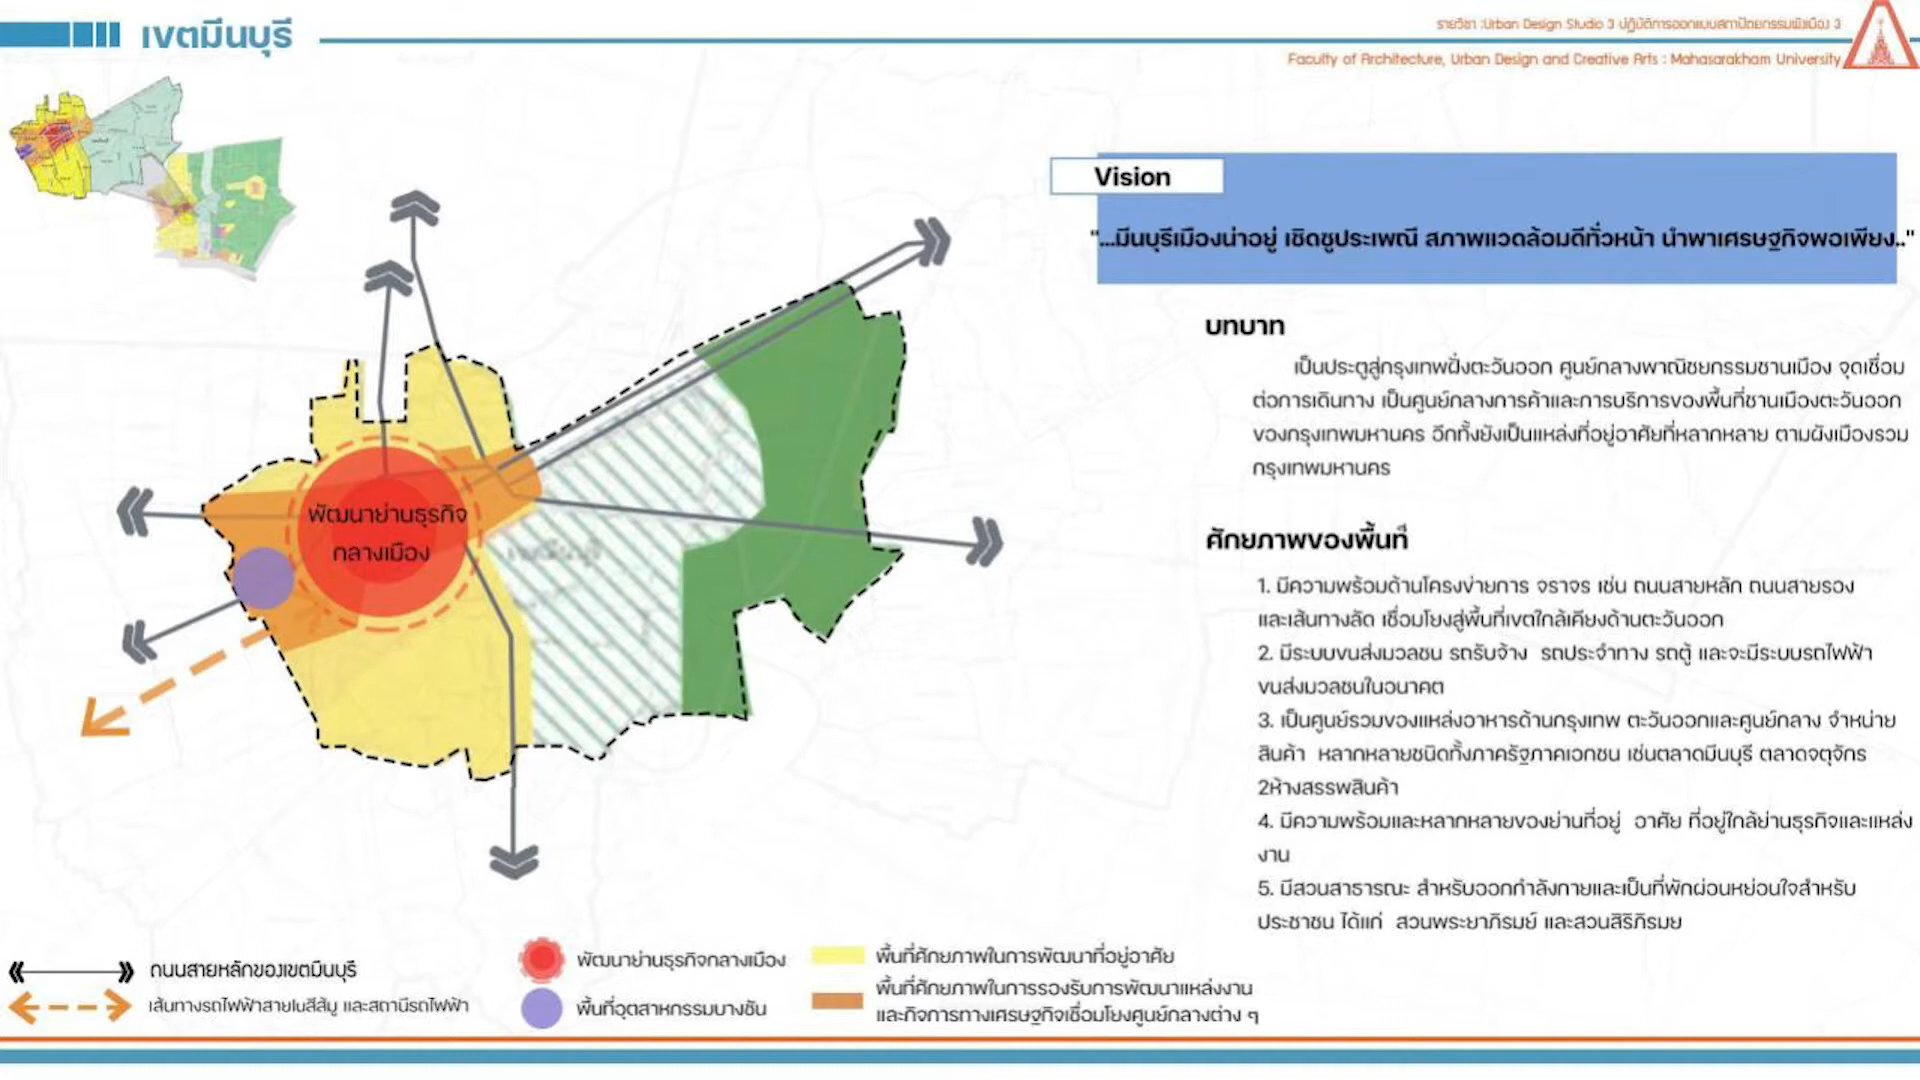 เขตมีนบุรี
รายวิชา :Urban Design Studio 3 ปฏิบัติการออกแบบสถาปัตยกรรมผังเมือง 3
Faculty of Architecture, Urban Design and Creative Arts : Mahasarakham University
Vision
"...มีนบุรีเมืองน่าอยู่ เชิดชูประเพณี สภาพแวดล้อมดีทั่วหน้า นำพาเศรษฐกิจพอเพียง.."
บทบาท
เป็นประตูสู่กรุงเทพฝั่งตะวันออก ศูนย์กลางพาณิชยกรรมชานเมือง จุดเชื่อม
ต่อการเดินทาง เป็นศูนย์กลางการค้าและการบริการของพื้นที่ชานเมืองตะวันออก
ของกรุงเทพมหานคร อีกทั้งยังเป็นแหล่งที่อยู่อาศัยที่หลากหลาย ตามผังเมืองรวม
กรุงเทพมหานคร
พัฒนาย่านธุรกิจ
กลางเมือง
เขตมีนบุรี
ศักยภาพของพื้นที่
1. มีความพร้อมด้านโครงข่ายการ จราจร เช่น ถนนสายหลัก ถนนสายรอง
และเส้นทางลัด เชื่อมโยงสู่พื้นที่เขตใกล้เคียงด้านตะวันออก
2. มีระบบขนส่งมวลชน รถรับจ้าง รถประจำทาง รถตู้ และจะมีระบบรถไฟฟ้า
ขนส่งมวลชนในอนาคต
3. เป็นศูนย์รวมของแหล่งอาหารด้านกรุงเทพ ตะวันออกและศูนย์กลาง จำหน่าย
สินค้า หลากหลายชนิดทั้งภาครัฐภาคเอกชน เช่นตลาดมีนบุรี ตลาดจตุจักร
2ห้างสรรพสินค้า
4. มีความพร้อมและหลากหลายของย่านที่อยู่ อาศัย ที่อยู่ใกล้ย่านธุรกิจและแหล่ง
งาน
5. มีสวนสาธารณะ สำหรับออกกำลังกายและเป็นที่พักผ่อนหย่อนใจสำหรับ
ประชาชน ได้แก่ สวนพระยาภิรมย์ และสวนสิริภิรมย
ถนนสายหลักของเขตมีนบุรี
เส้นทางรถไฟฟ้าสายในสีส้มู และสถานีรถไฟฟ้า
พัฒนาย่านธุรกิจกลางเมือง
พื้นที่อุตสาหกรรมบางชัน
พื้นที่ศักยภาพในการพัฒนาที่อยู่อาศัย
พื้นที่ศักยภาพในการรองรับการพัฒนาแหล่งงาน
และกิจการทางเศรษฐกิจเชื่อมโยงศูนย์กลางต่าง ๆ